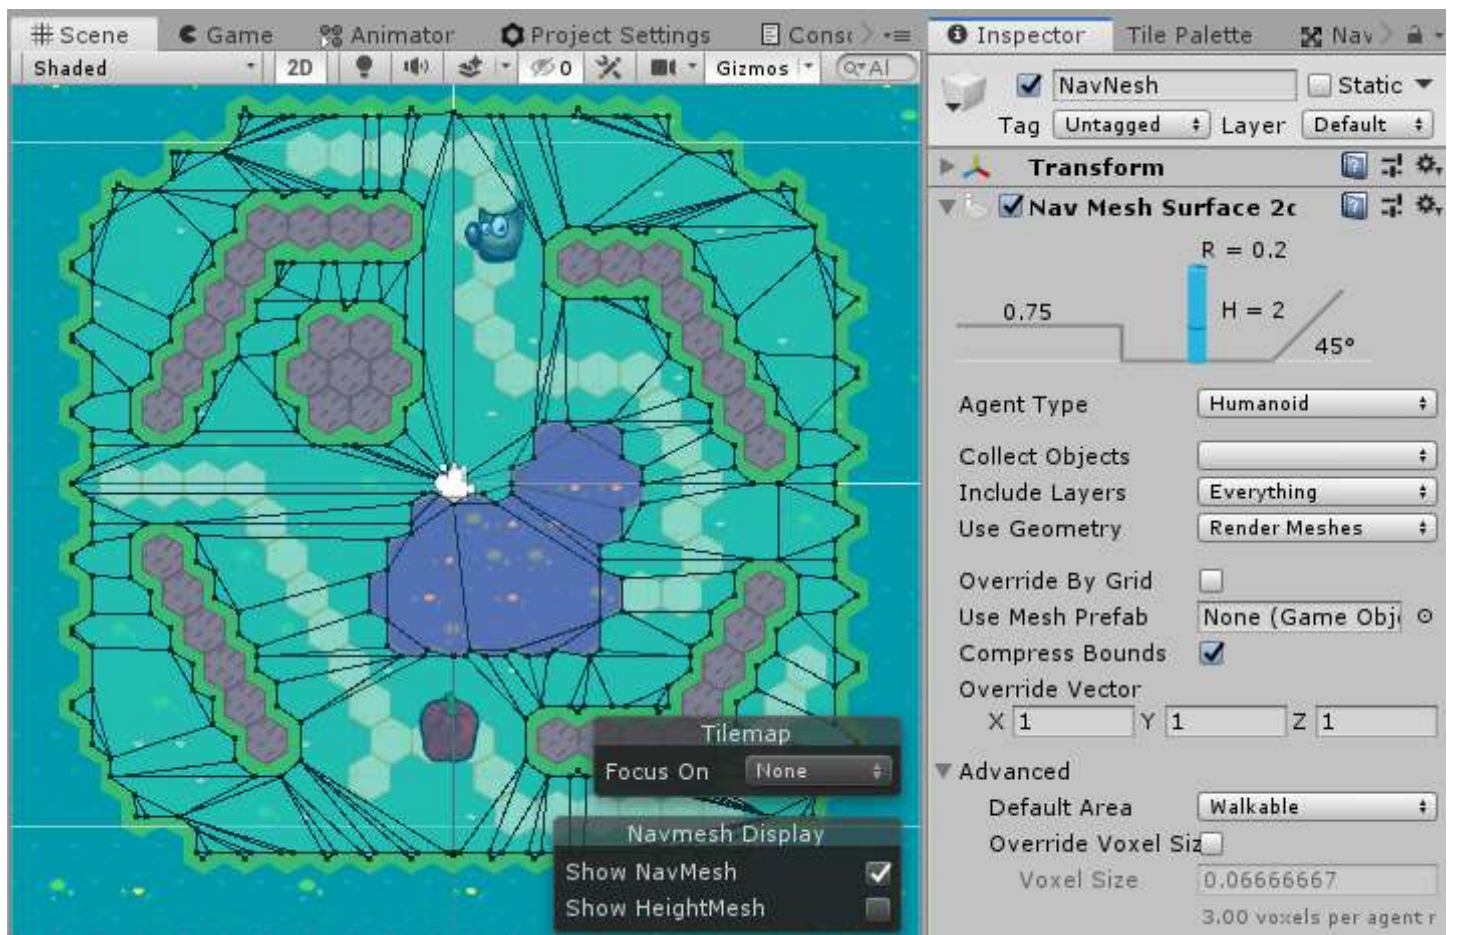 Scene Game Animator Project Settings Cons
Shaded 2D 0 Gizmos Al
Tilemap
Focus On None
Navmesh Display
Show NavMesh
Show HeightMesh
Inspector Tile Palette Nav
NavNesh Static
Tag Untagged Layer Default
Transform
Nav Mesh Surface 2d
R = 0.2
0.75 H = 2
45°
Agent Type Humanoid
Collect Objects
Include Layers Everything
Use Geometry Render Meshes
Override By Grid
Use Mesh Prefab None (Game Obj
Compress Bounds
Override Vector
X 1 Y 1 Z 1
Advanced
Default Area Walkable
Override Voxel Siz
Voxel Size 0.06666667
3.00 voxels per agent r